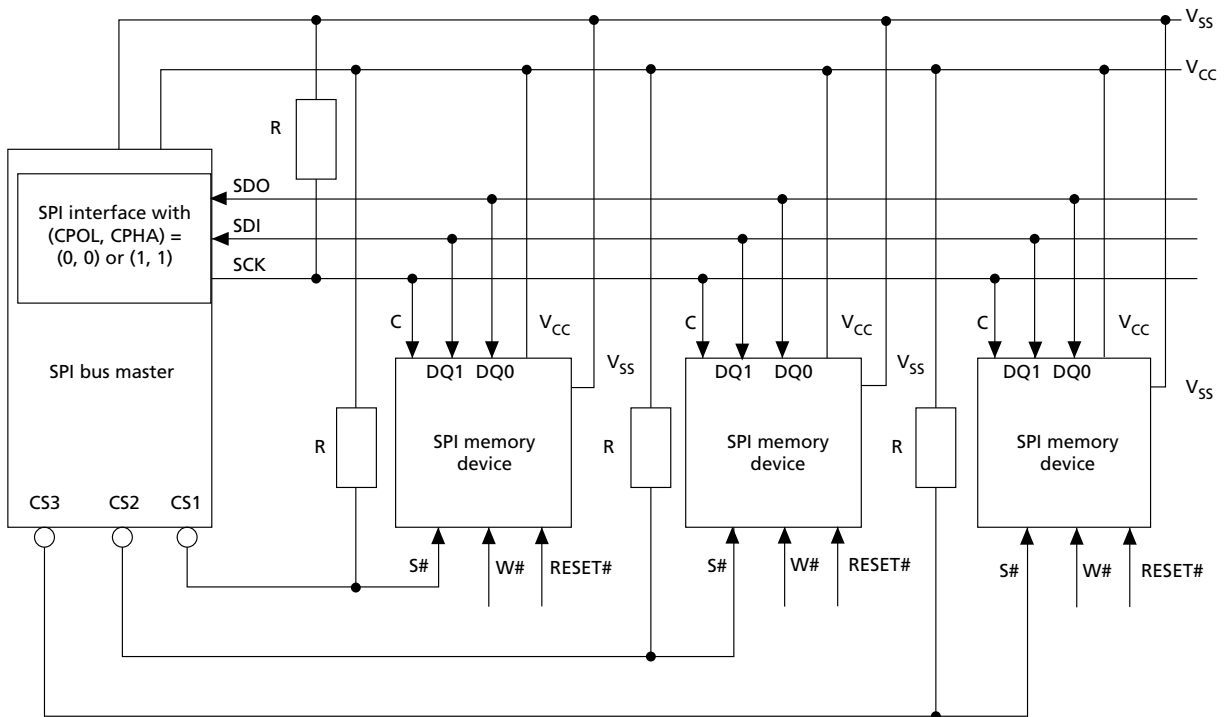 VSS
VCC
R
SDO
SPI interface with
(CPOL, CPHA) =
(0, 0) or (1, 1)
SDI
SCK
SPI bus master
CS3 CS2 CS1
C
VCC
DQ1 DQ0
VSS
R
SPI memory
device
S#
W#
RESET#
C
VCC
DQ1 DQ0
VSS
R
SPI memory
device
S#
W#
RESET#
C
VCC
DQ1 DQ0
VSS
R
SPI memory
device
S#
W#
RESET#